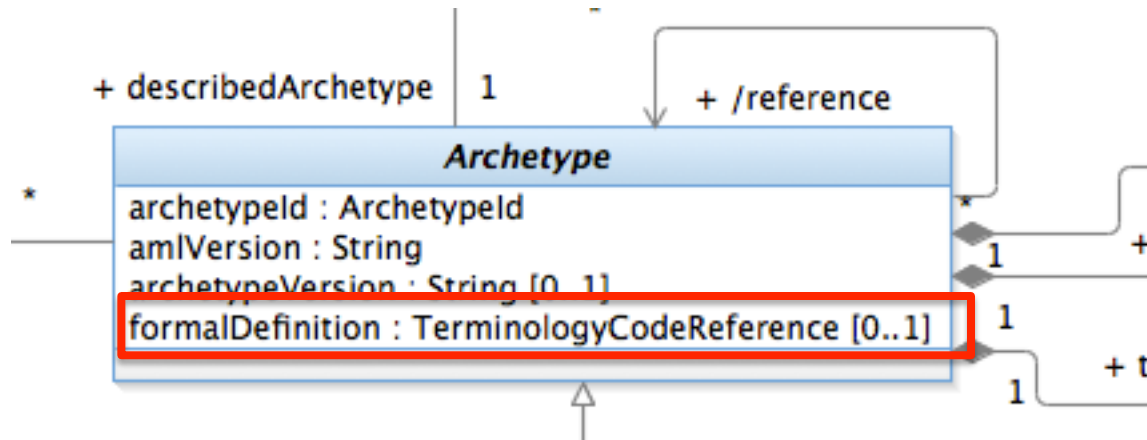 *
+ describedArchetype 1
+ /reference
Archetype
*
archetypeId : ArchetypeId
*
amlVersion : String
1
+
archetypeVersion : String [0..1]
formalDefinition : TerminologyCodeReference [0..1]
1
+ t
1